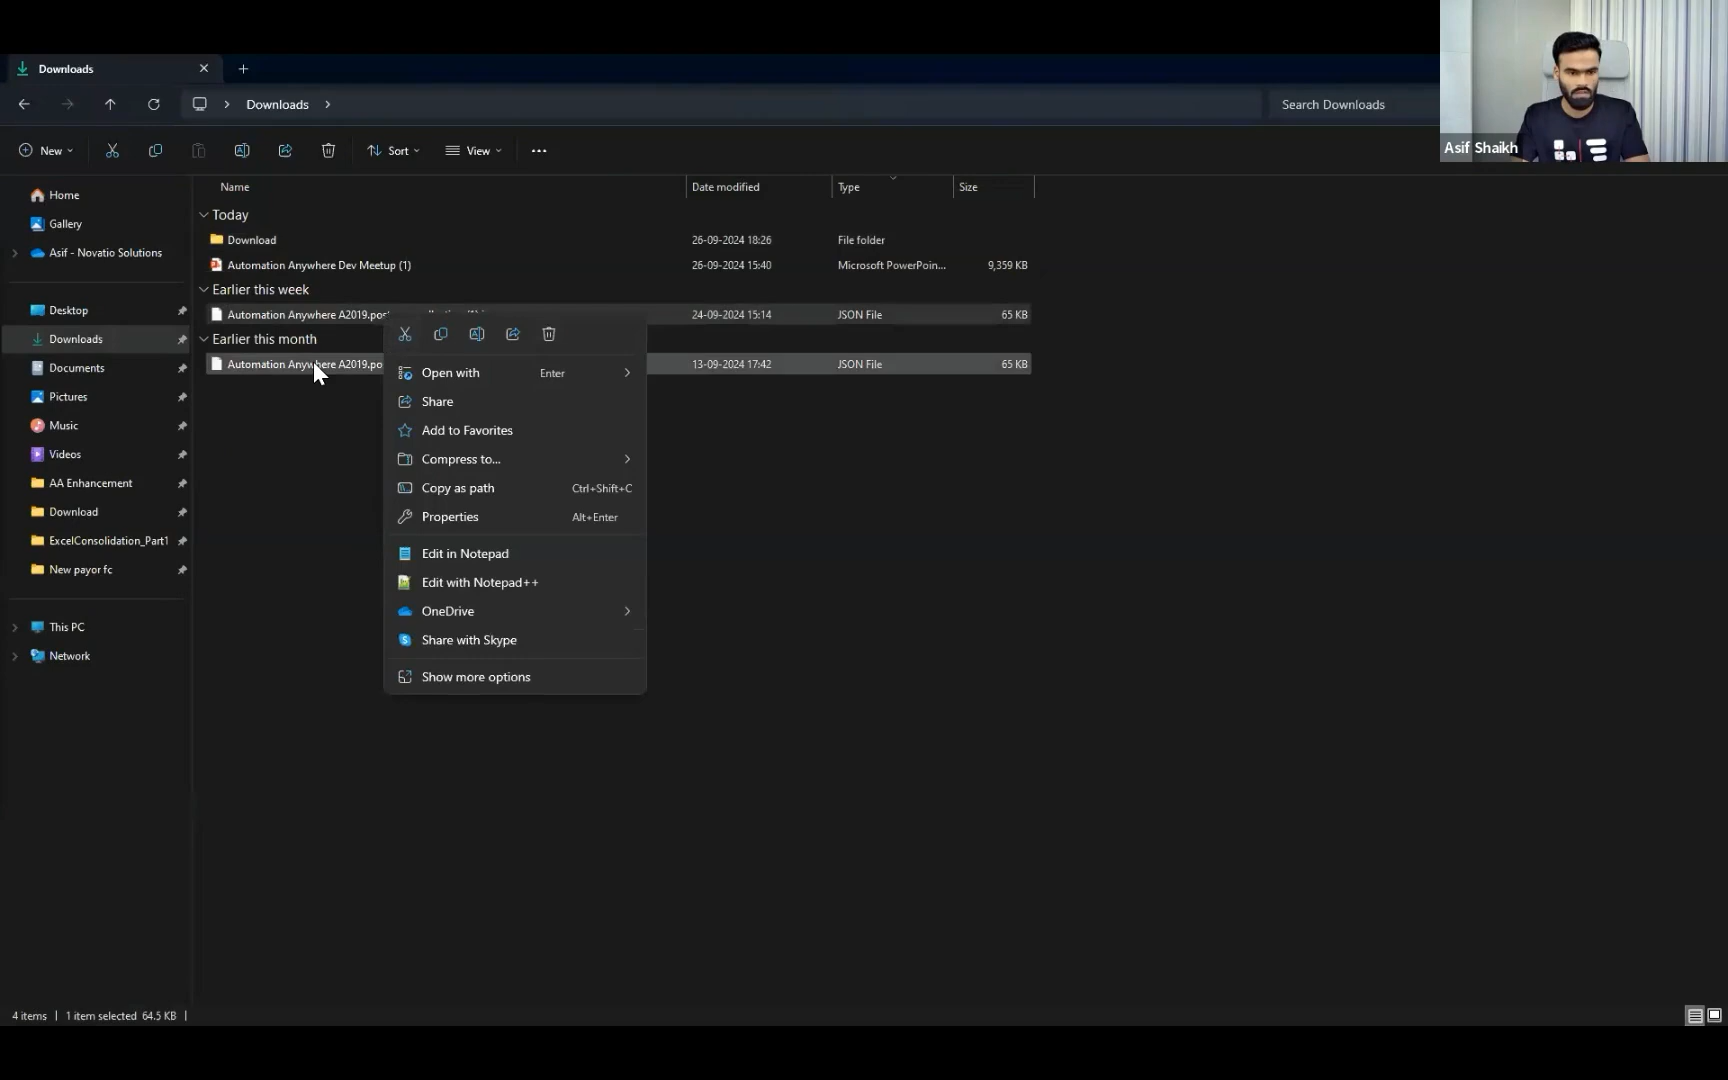 Downloads
Downloads
Search Downloads
Asif Shaikh
New
Sort
View
Name
Date modified
Type
Size
Today
Download
26-09-2024 18:26
File folder
Automation Anywhere Dev Meetup (1)
26-09-2024 15:40
Microsoft PowerPoin...
9,359 KB
Earlier this week
Automation Anywhere A2019.post
24-09-2024 15:14
JSON File
65 KB
Earlier this month
Automation Anywhere A2019.po
13-09-2024 17:42
JSON File
65 KB
Home
Gallery
Asif - Novatio Solutions
Desktop
Downloads
Documents
Pictures
Music
Videos
AA Enhancement
Download
ExcelConsolidation_Part1
New payor fc
This PC
Network
Open with Enter
Share
Add to Favorites
Compress to...
Copy as path Ctrl+Shift+C
Properties Alt+Enter
Edit in Notepad
Edit with Notepad++
OneDrive
Share with Skype
Show more options
4 items | 1 item selected 64.5 KB |